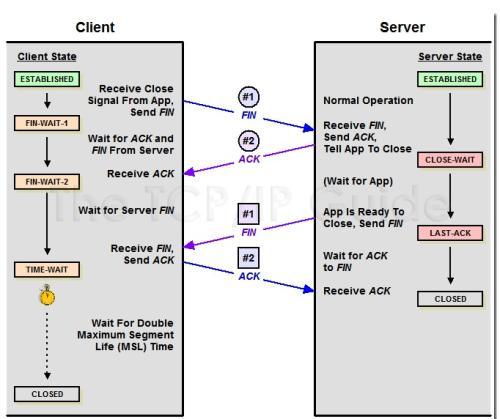 Client
Server
Client State
ESTABLISHED
FIN-WAIT-1
FIN-WAIT-2
TIME-WAIT
CLOSED
Receive Close
Signal From App,
Send FIN
Wait for ACK and
FIN From Server
Receive ACK
Wait for Server FIN
Receive FIN,
Send ACK
Wait For Double
Maximum Segment
Life (MSL) Time
#1
FIN
#2
ACK
#1
FIN
#2
ACK
Normal Operation
Receive FIN,
Send ACK,
Tell App To Close
(Wait for App)
App Is Ready To
Close, Send FIN
Wait for ACK
to FIN
Receive ACK
Server State
ESTABLISHED
CLOSE-WAIT
LAST-ACK
CLOSED
The TCP/IP Guide